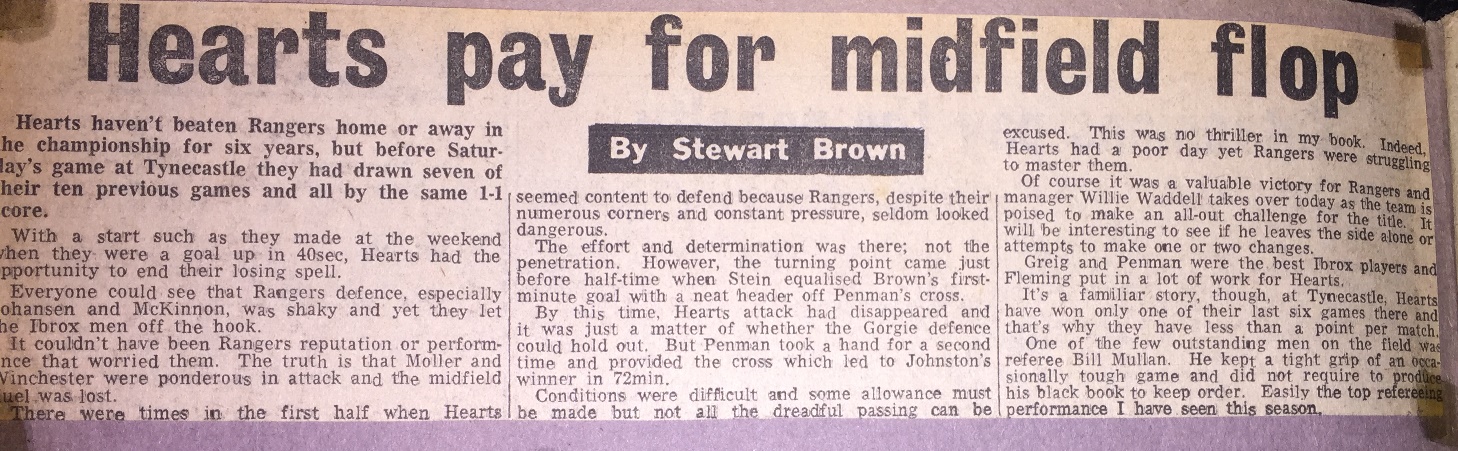 Hearts pay for midfield flop
Hearts haven't beaten Rangers home or away in
he championship for six years, but before Satur-
lay's game at Tynecastle they had drawn seven of
heir ten previous games and all by the same 1-1
core.
With a start such as they made at the weekend
when they were a goal up in 40sec, Hearts had the
pportunity to end their losing spell.
Everyone could see that Rangers defence, especially
ohansen and McKinnon, was shaky and yet they let
he Ibrox men off the hook.
It couldn't have been Rangers reputation or perform-
nce that worried them. The truth is that Moller and
Winchester were ponderous in attack and the midfield
uel was lost.
There were times in the first half when Hearts
By Stewart Brown
seemed content to defend because Rangers, despite their
numerous corners and constant pressure, seldom looked
dangerous.
The effort and determination was there; not the
penetration. However, the turning point came just
before half-time when Stein equalised Brown's first-
minute goal with a neat header off Penman's cross.
By this time, Hearts attack had disappeared and
it was just a matter of whether the Gorgie defence
could hold out. But Penman took a hand for a second
time and provided the cross which led to Johnston's
winner in 72min.
Conditions were difficult and some allowance must
be made but not all the dreadful passing can be
excused. This was no thriller in my book. Indeed,
Hearts had a poor day yet Rangers were struggling
to master them.
Of course it was a valuable victory for Rangers and
manager Willie Waddell takes over today as the team is
poised to make an all-out challenge for the title. It
will be interesting to see if he leaves the side alone or
attempts to make one or two changes.
Greig and Penman were the best Ibrox players and
Fleming put in a lot of work for Hearts.
It's a familiar story, though, at Tynecastle, Hearts
have won only one of their last six games there and
that's why they have less than a point per match.
One of the few outstanding men on the field was
referee Bill Mullan. He kept a tight grip of an occa-
sionally tough game and did not require to produce
his black book to keep order. Easily the top refereeing
performance I have seen this season.